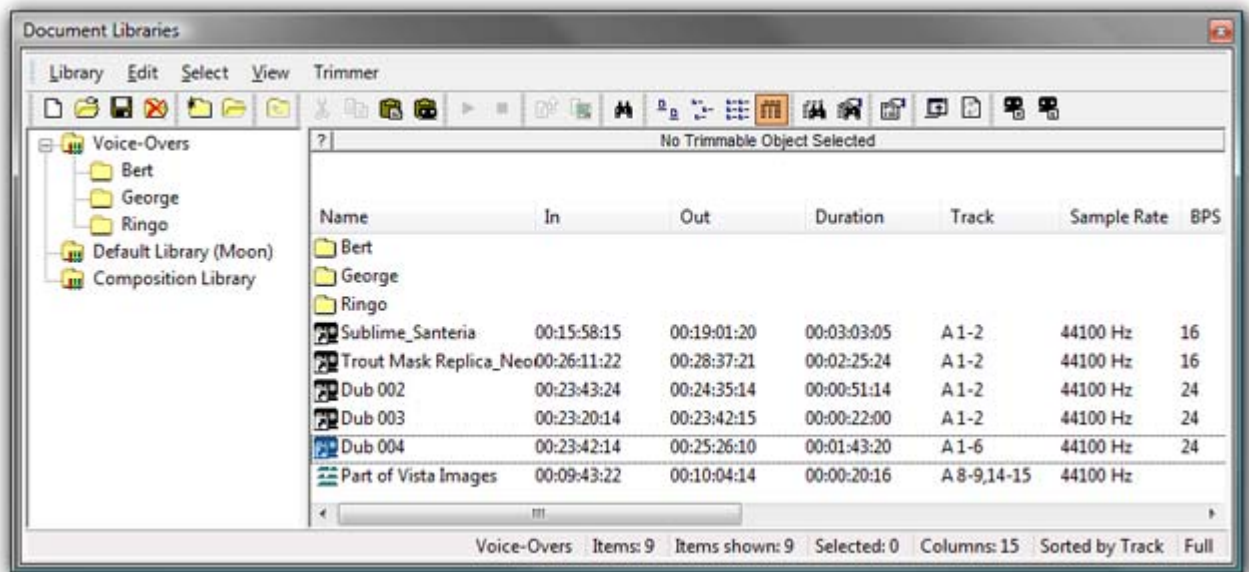 Document Libraries
Library Edit Select View Trimmer
Voice-Overs
Bert
George
Ringo
Default Library (Moon)
Composition Library
? No Trimmable Object Selected
Name In Out Duration Track Sample Rate BPS
Bert
George
Ringo
Sublime_Santeria 00:15:58:15 00:19:01:20 00:03:03:05 A 1-2 44100 Hz 16
Trout Mask Replica_Neo 00:26:11:22 00:28:37:21 00:02:25:24 A 1-2 44100 Hz 16
Dub 002 00:23:43:24 00:24:35:14 00:00:51:14 A 1-2 44100 Hz 24
Dub 003 00:23:20:14 00:23:42:15 00:00:22:00 A 1-2 44100 Hz 24
Dub 004 00:23:42:14 00:25:26:10 00:01:43:20 A 1-6 44100 Hz 24
Part of Vista Images 00:09:43:22 00:10:04:14 00:00:20:16 A 8-9,14-15 44100 Hz
Voice-Overs Items: 9 Items shown: 9 Selected: 0 Columns: 15 Sorted by Track Full